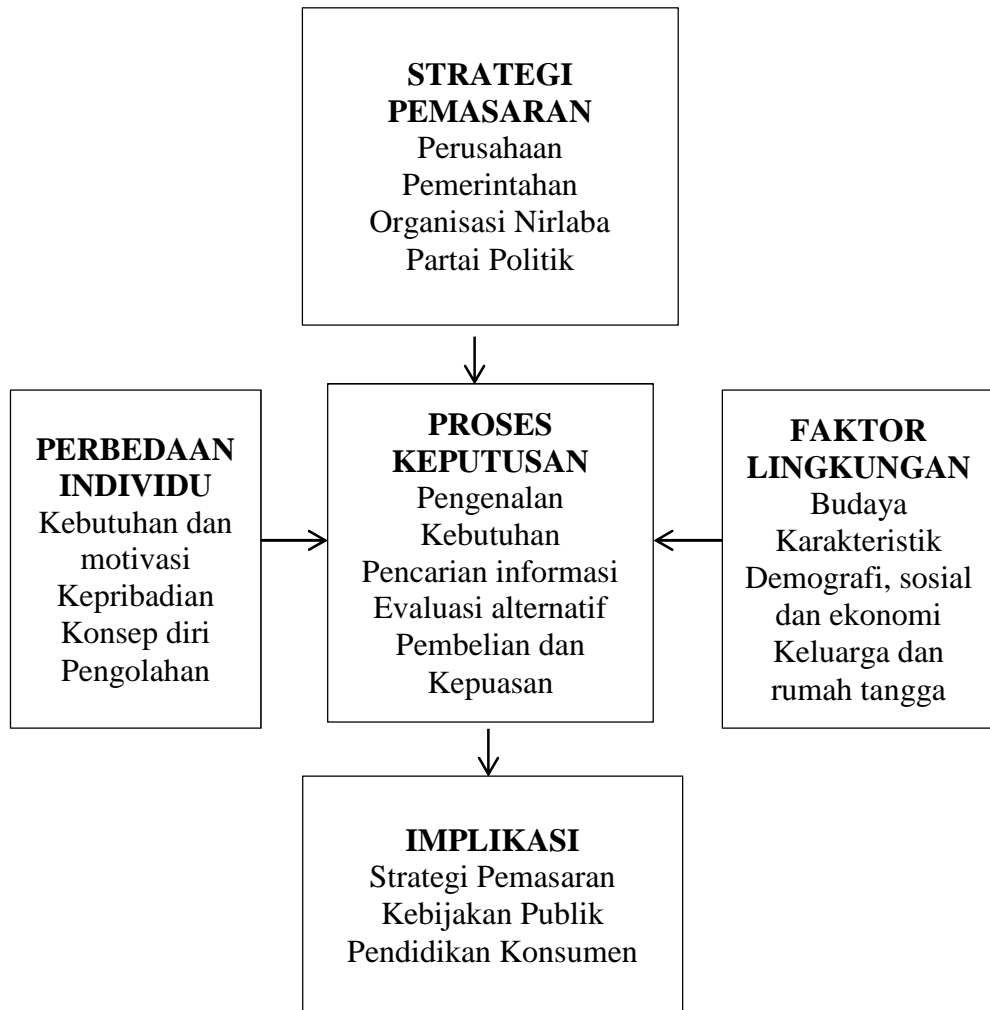 STRATEGI
PEMASARAN
Perusahaan
Pemerintahan
Organisasi Nirlaba
Partai Politik
PERBEDAAN
INDIVIDU
Kebutuhan dan
motivasi
Kepribadian
Konsep diri
Pengolahan
PROSES
KEPUTUSAN
Pengenalan
Kebutuhan
Pencarian informasi
Evaluasi alternatif
Pembelian dan
Kepuasan
FAKTOR
LINGKUNGAN
Budaya
Karakteristik
Demografi, sosial
dan ekonomi
Keluarga dan
rumah tangga
IMPLIKASI
Strategi Pemasaran
Kebijakan Publik
Pendidikan Konsumen